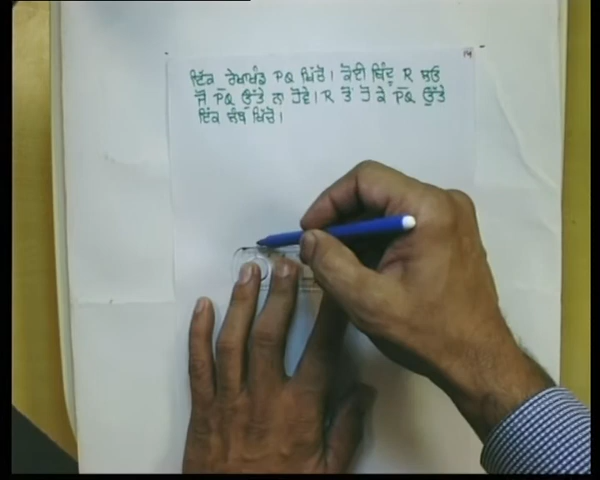 ਇੱਕ ਰੇਖਾਖੰਡ PQ ਖਿੱਚੋ। ਕੋਈ ਬਿੰਦੂ R ਲਓ
ਜੋ PQ ਉੱਤੇ ਨਾ ਹੋਵੇ। R ਤੋਂ ਹੋ ਕੇ PQ ਉੱਤੇ
ਇੱਕ ਲੰਬ ਖਿੱਚੋ।